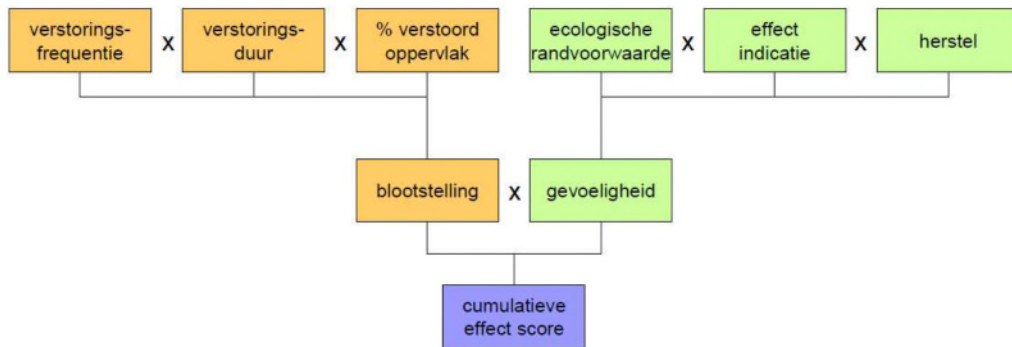 verstorings-
frequentie
X
verstorings-
duur
X
% verstoord
oppervlak
ecologische
randvoorwaarde
X
effect
indicatie
X
herstel
blootstelling
X
gevoeligheid
cumulatieve
effect score